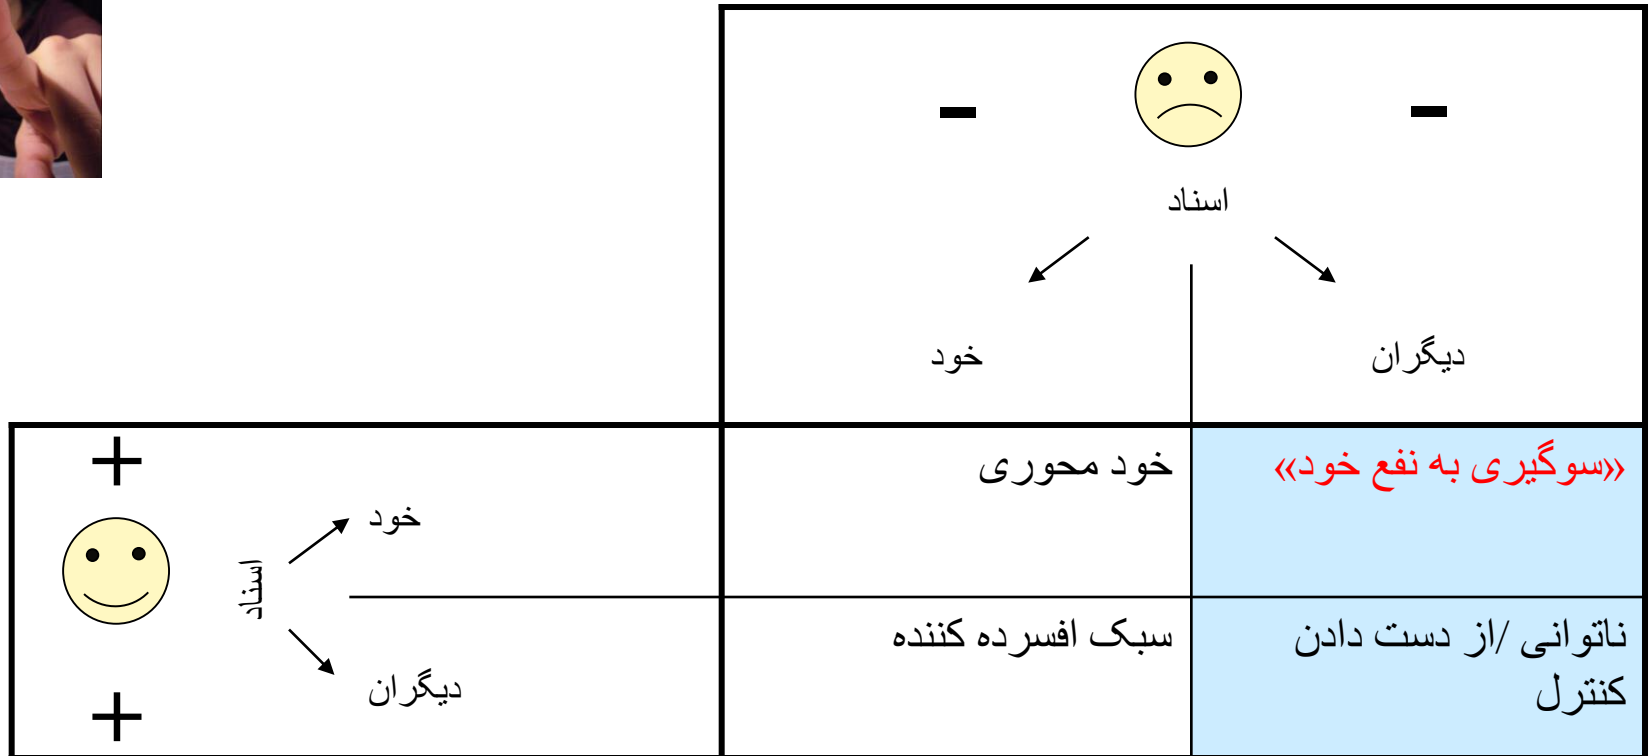 -
-
اسناد
دیگران
خود
«سوگیری به نفع خود»
خود محوری
+
خود
اسناد
ناتوانی /از دست دادن
کنترل
سبک افسرده کننده
دیگران
+